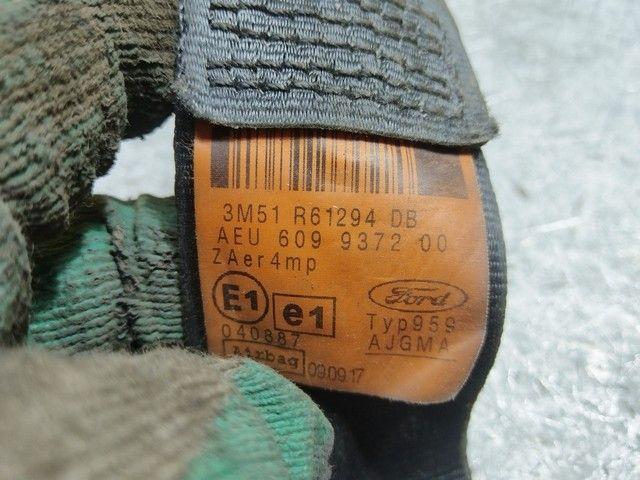 3M51 R61294 DB
AEU 609 9372 00
ZAer4mp
E1 e1
Ford
040887
Typ959
AJGMA
Airbag
09.09.17